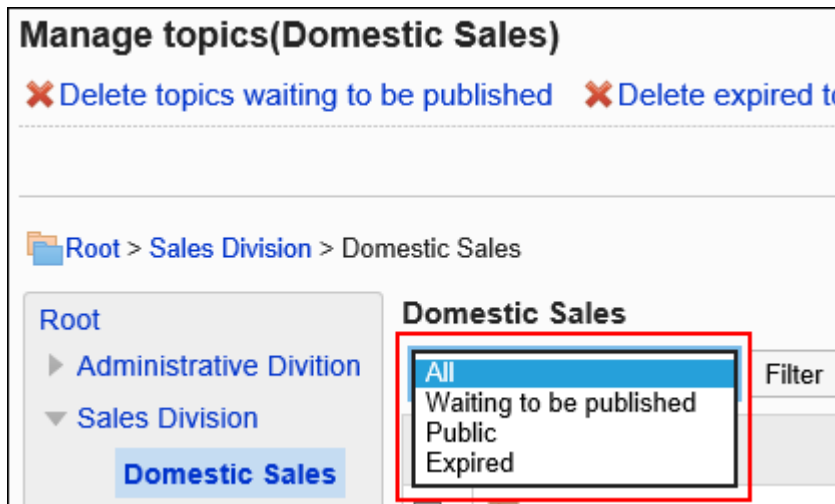 Manage topics(Domestic Sales)
Delete topics waiting to be published Delete expired
Root > Sales Division > Domestic Sales
Root
Administrative Divition
Sales Division
Domestic Sales
Domestic Sales
All
Waiting to be published
Public
Expired
Filter